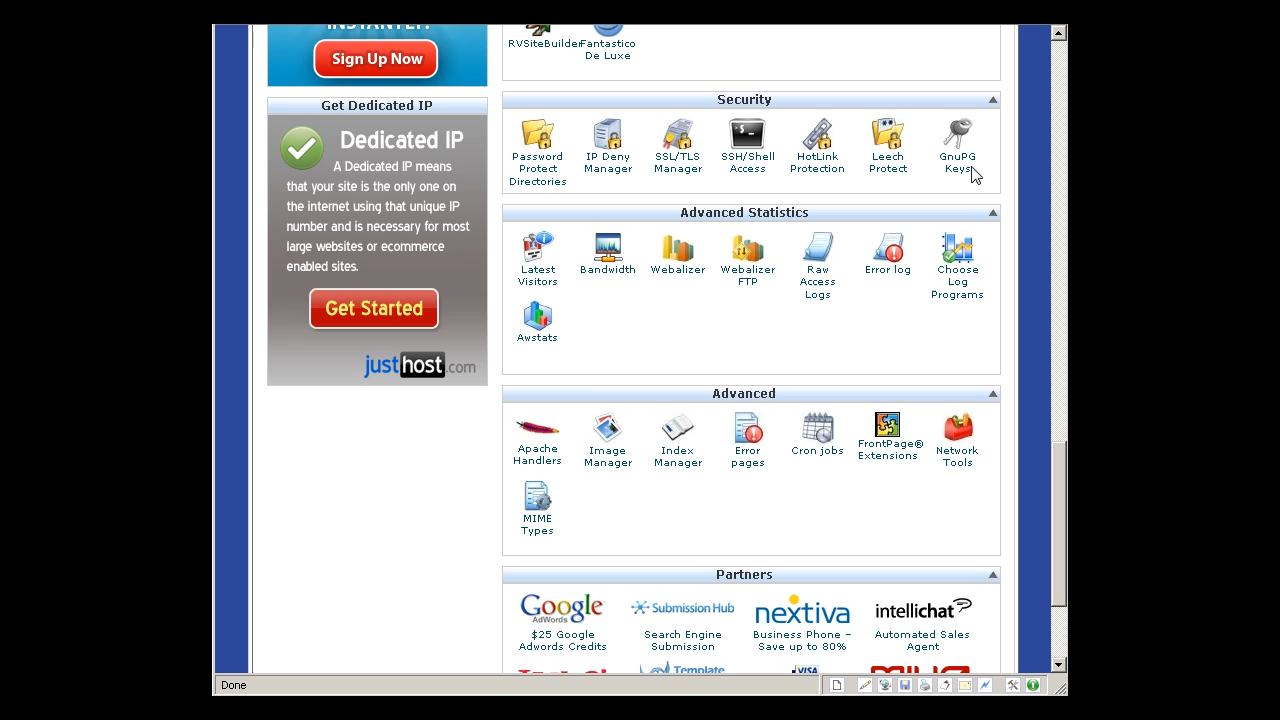 Sign Up Now
Get Dedicated IP
Dedicated IP
A Dedicated IP means
that your site is the only one on
the internet using that unique IP
number and is necessary for most
large websites or ecommerce
enabled sites.
Get Started
justhost.com
RVSiteBuilder
Fantastico
De Luxe
Security
Password
Protect
Directories
IP Deny
Manager
SSL/TLS
Manager
SSH/Shell
Access
HotLink
Protection
Leech
Protect
GnuPG
Keys
Advanced Statistics
Latest
Visitors
Bandwidth
Webalizer
Webalizer
FTP
Raw
Access
Logs
Error log
Choose
Log
Programs
Awstats
Advanced
Apache
Handlers
Image
Manager
Index
Manager
Error
pages
Cron jobs
FrontPage®
Extensions
Network
Tools
MIME
Types
Partners
Google
AdWords
$25 Google
Adwords Credits
Submission Hub
Search Engine
Submission
nextiva
Business Phone -
Save up to 80%
intellichat
Automated Sales
Agent
Template
VISA
Done